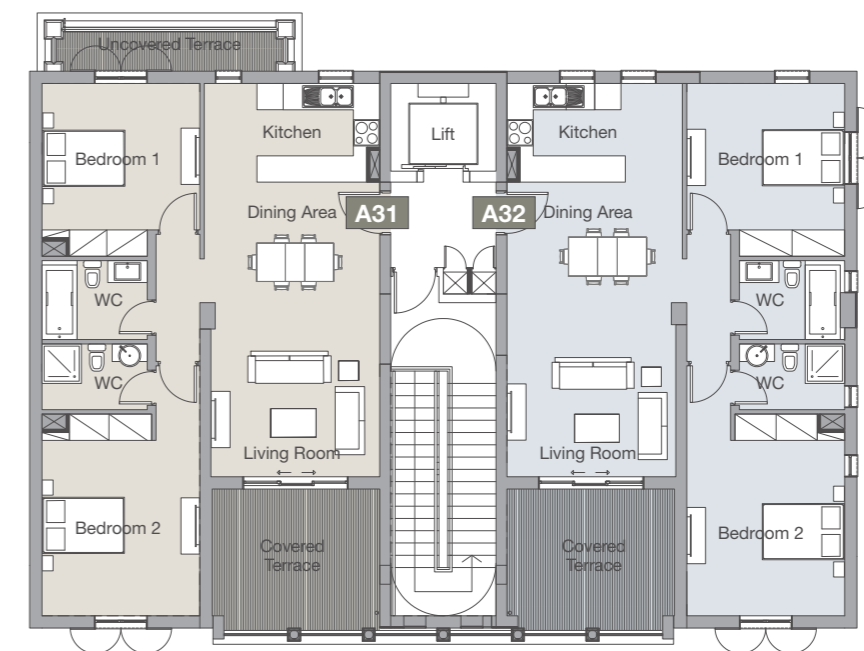 Uncovered Terrace
Bedroom 1
Kitchen
Lift
Kitchen
Bedroom 1
Dining Area
A31
A32
Dining Area
WC
WC
WC
WC
Living Room
Living Room
Bedroom 2
Covered
Terrace
Covered
Terrace
Bedroom 2